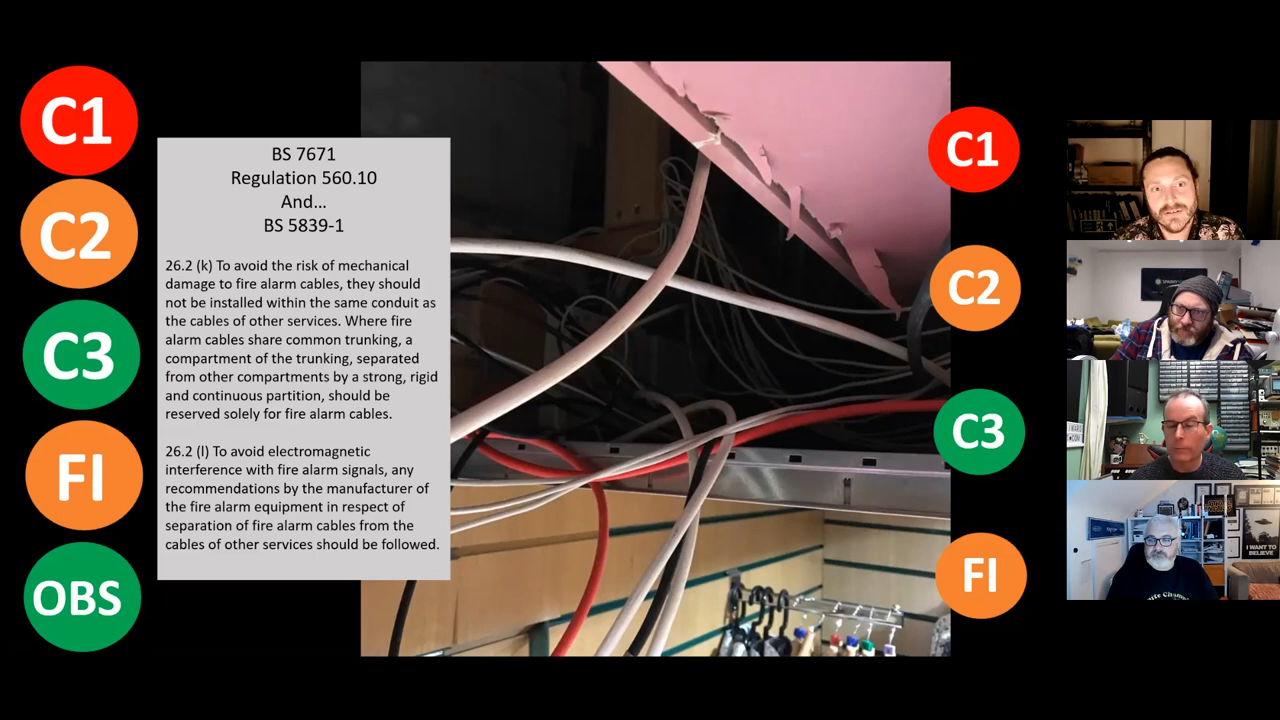 C1
C2
C3
FI
OBS
BS 7671
Regulation 560.10
And...
BS 5839-1
26.2 (k) To avoid the risk of mechanical
damage to fire alarm cables, they should
not be installed within the same conduit as
the cables of other services. Where fire
alarm cables share common trunking, a
compartment of the trunking, separated
from other compartments by a strong, rigid
and continuous partition, should be
reserved solely for fire alarm cables.
26.2 (l) To avoid electromagnetic
interference with fire alarm signals, any
recommendations by the manufacturer of
the fire alarm equipment in respect of
separation of fire alarm cables from the
cables of other services should be followed.
C1
C2
C3
FI
I WANT TO
BELIEVE